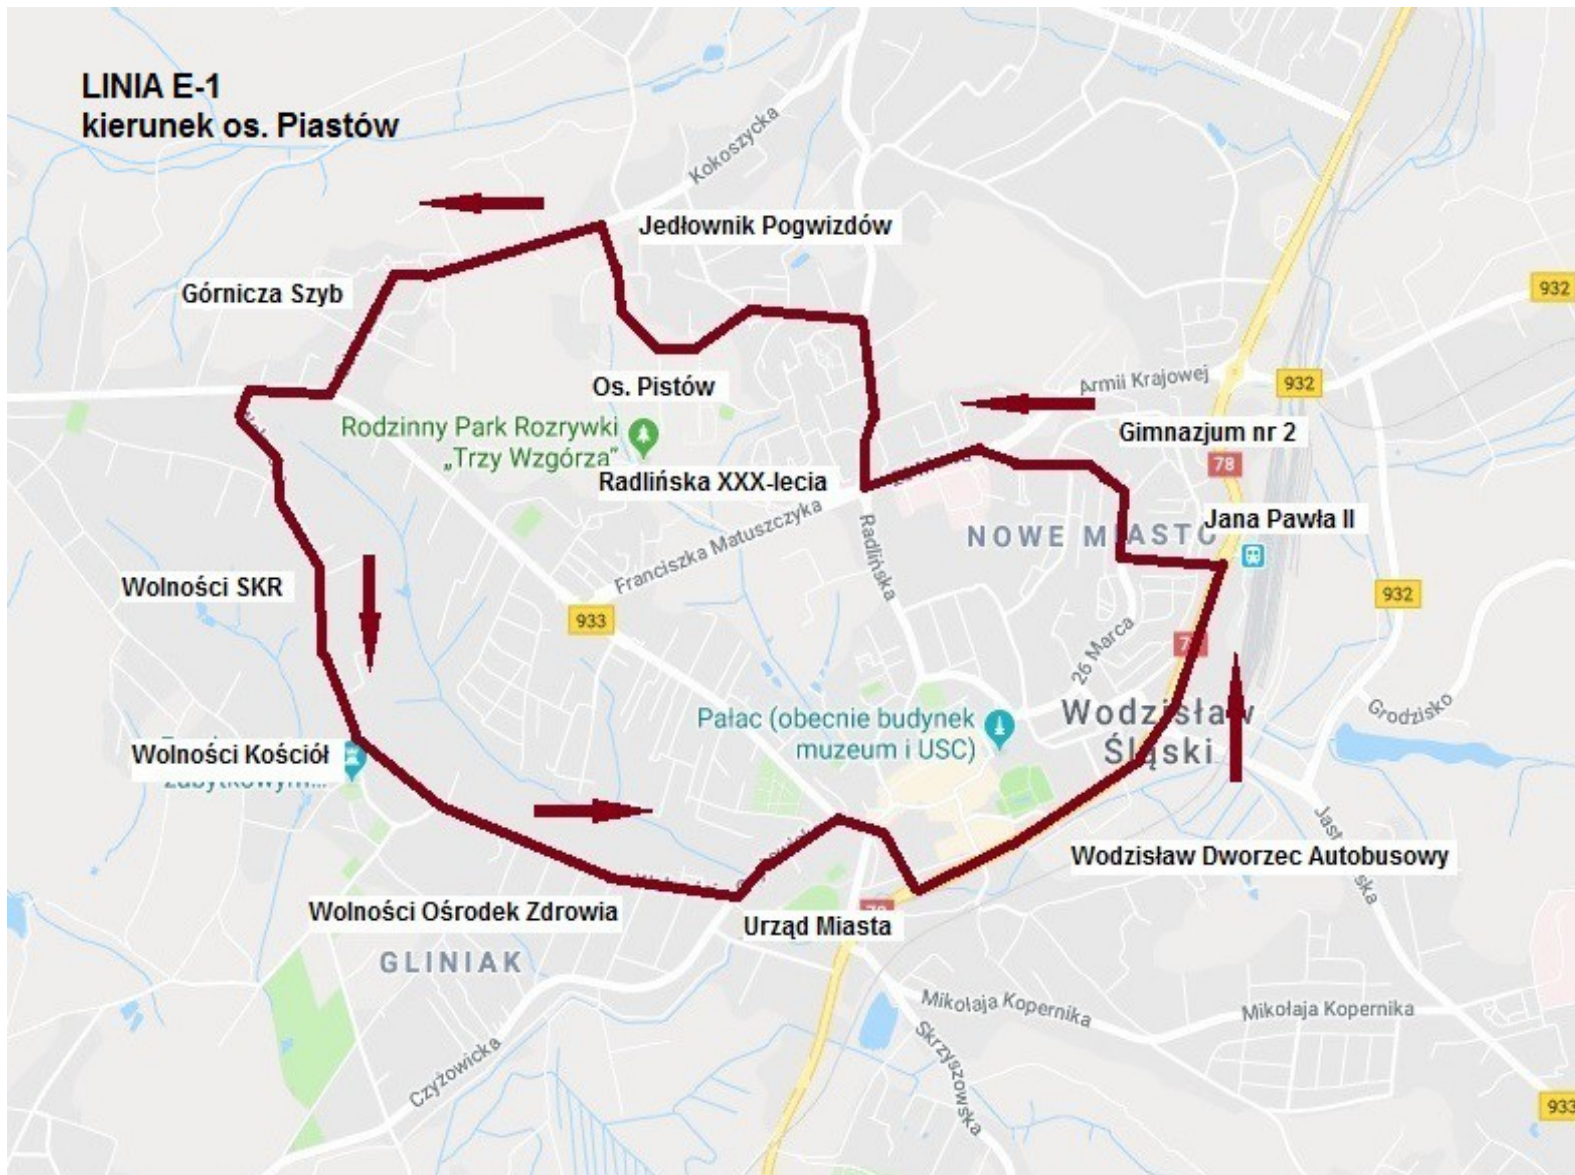 LINIA E-1
kierunek os. Piastów
Kokoszycka
Jedłownik Pogwizdów
Górnicza Szyb
932
932
Armii Krajowej
Os. Pistów
Gimnazjum nr 2
Rodzinny Park Rozrywki
„Trzy Wzgórza”
78
Radlińska XXX-lecia
Jana Pawła II
NOWE MIASTO
Franciszka Matuszczyka
Radlińska
Wolności SKR
932
933
26 Marca
Wodzisław
Śląski
Grodzisko
Pałac (obecnie budynek
muzeum i USC)
Wolności Kościół
zabytkowym...
Wodzisław Dworzec Autobusowy
Wolności Ośrodek Zdrowia
Urząd Miasta
GLINIAK
Mikołaja Kopernika
Mikołaja Kopernika
Czyżowicka
Skrzyszowska
933